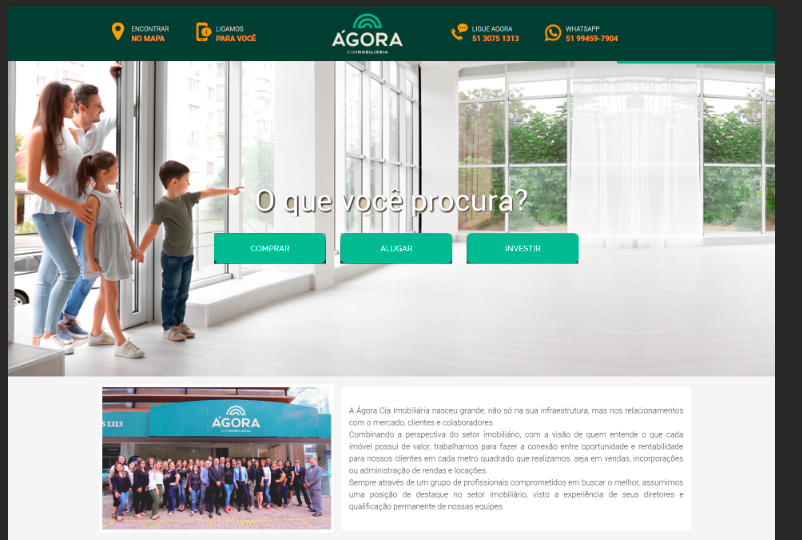 ENCONTRAR
NO MAPA
LIGAMOS
PARA VOCÊ
ÁGORA
CIAIMOBILIÁRIA
LIGUE AGORA
51 3075 1313
WHATSAPP
51 99459-7904
O que você procura?
COMPRAR
ALUGAR
INVESTIR
1313
ÁGORA
A Ágora Cia Imobiliária nasceu grande, não só na sua infraestrutura, mas nos relacionamentos
com o mercado, clientes e colaboradores.
Combinando a perspectiva do setor imobiliário, com a visão de quem entende o que cada
imóvel possui de valor, trabalhamos para fazer a conexão entre oportunidade e rentabilidade
para nossos clientes em cada metro quadrado que realizamos, seja em vendas, incorporações
ou administração de rendas e locações.
Sempre através de um grupo de profissionais comprometidos em buscar o melhor, assumimos
uma posição de destaque no setor imobiliário, visto a experiência de seus diretores e
qualificação permanente de nossas equipes.